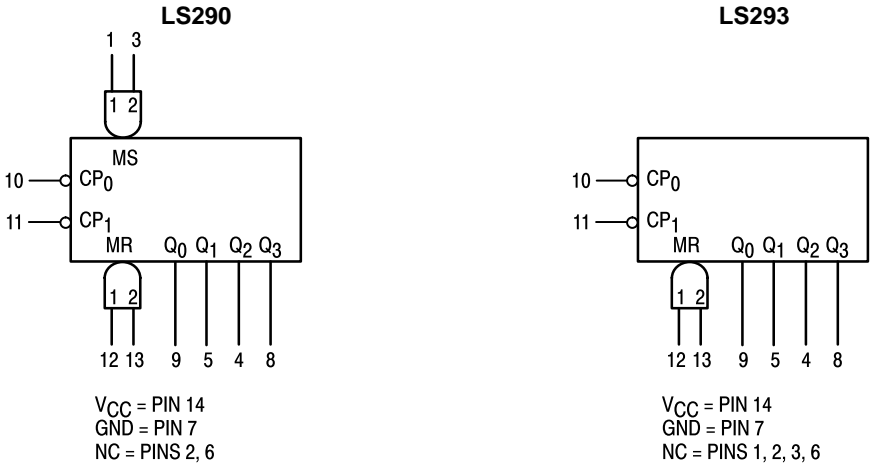 LS290
1 3
1 2
MS
10 CP0
11 CP1
MR Q0 Q1 Q2 Q3
1 2
12 13 9 5 4 8
VCC = PIN 14
GND = PIN 7
NC = PINS 2, 6
LS293
10 CP0
11 CP1
MR Q0 Q1 Q2 Q3
1 2
12 13 9 5 4 8
VCC = PIN 14
GND = PIN 7
NC = PINS 1, 2, 3, 6